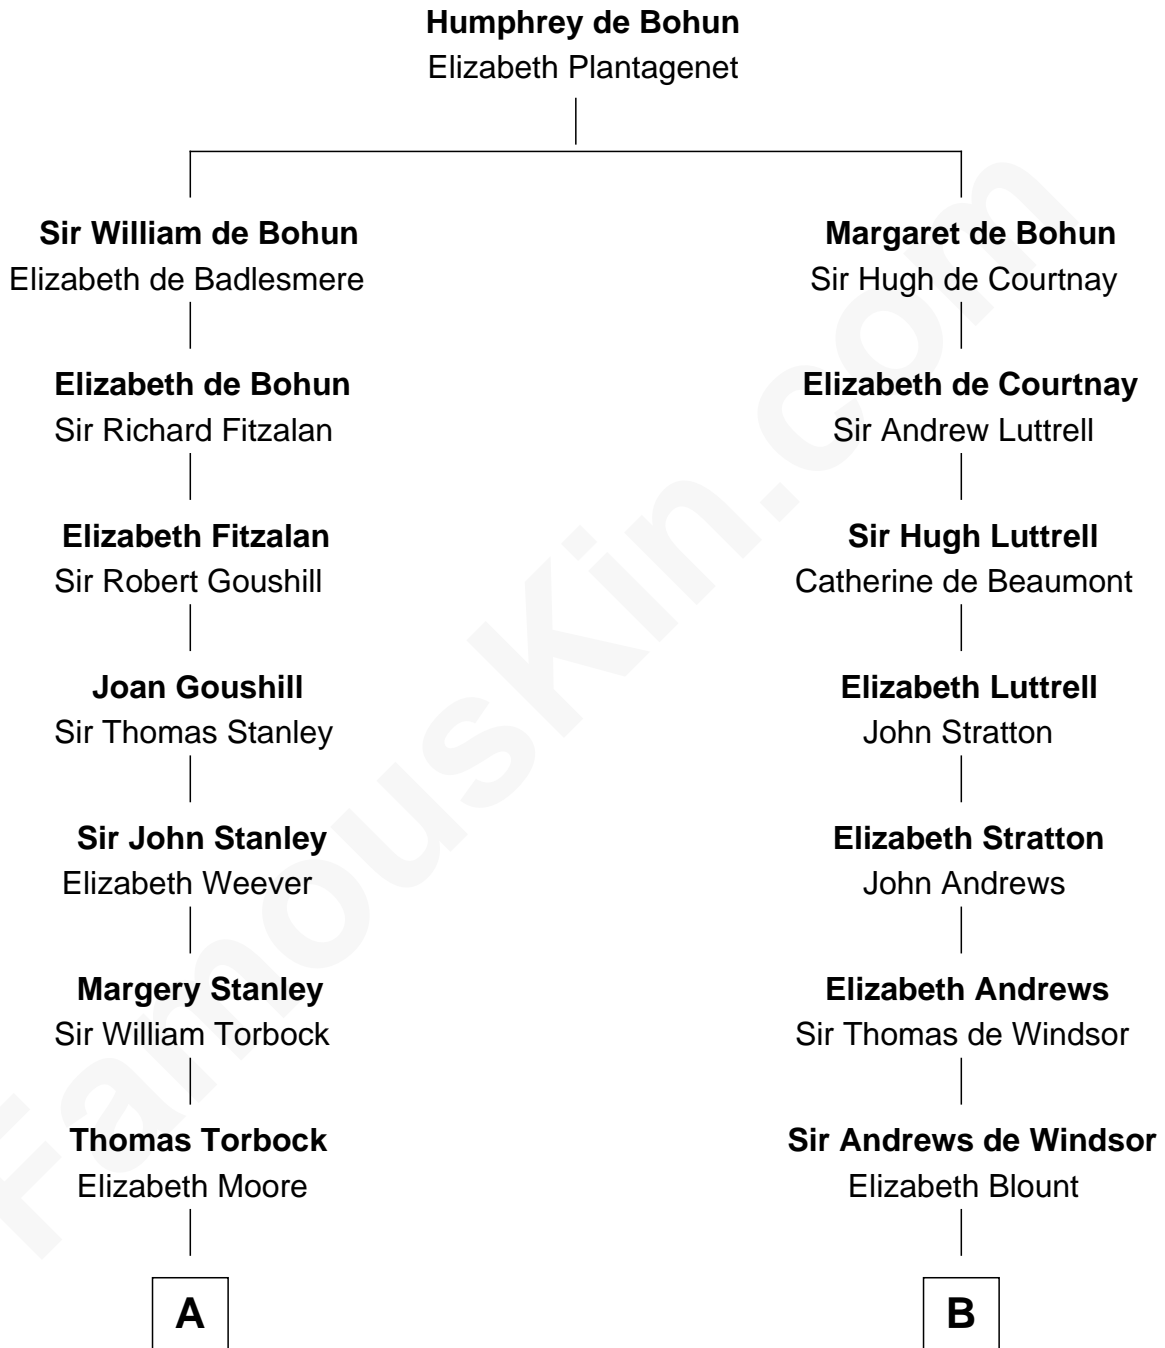 Humphrey de Bohun
Elizabeth Plantagenet
Sir William de Bohun
Elizabeth de Badlesmere
Margaret de Bohun
Sir Hugh de Courtnay
Elizabeth de Bohun
Sir Richard Fitzalan
Elizabeth de Courtnay
Sir Andrew Luttrell
Elizabeth Fitzalan
Sir Robert Goushill
Sir Hugh Luttrell
Catherine de Beaumont
Joan Goushill
Sir Thomas Stanley
Elizabeth Luttrell
John Stratton
Sir John Stanley
Elizabeth Weever
Elizabeth Stratton
John Andrews
Margery Stanley
Sir William Torbock
Elizabeth Andrews
Sir Thomas de Windsor
Thomas Torbock
Elizabeth Moore
Sir Andrews de Windsor
Elizabeth Blount
A
B
FamousKin.com